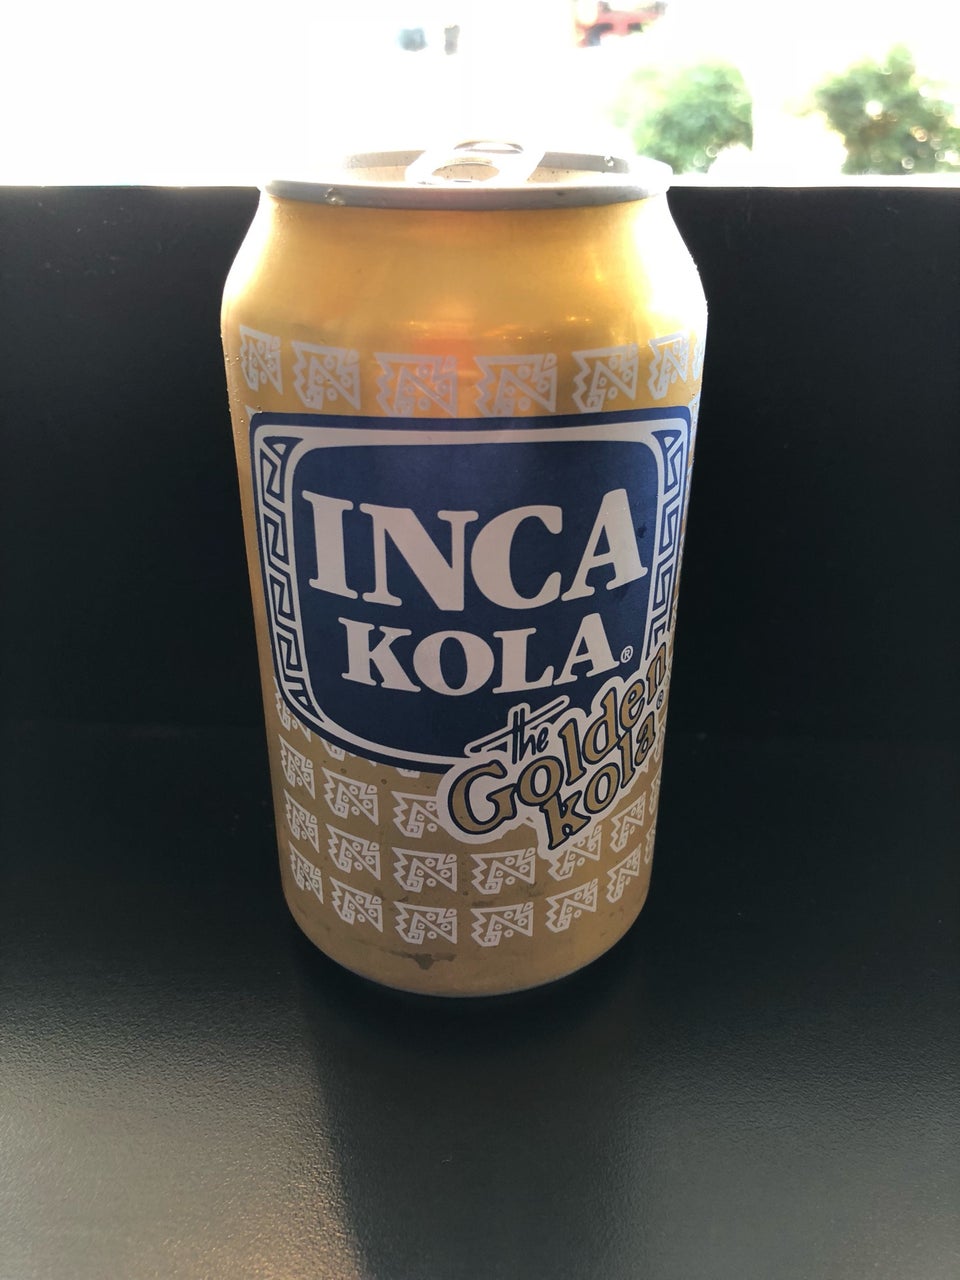 INCA
KOLA®
the
Golden
kola®